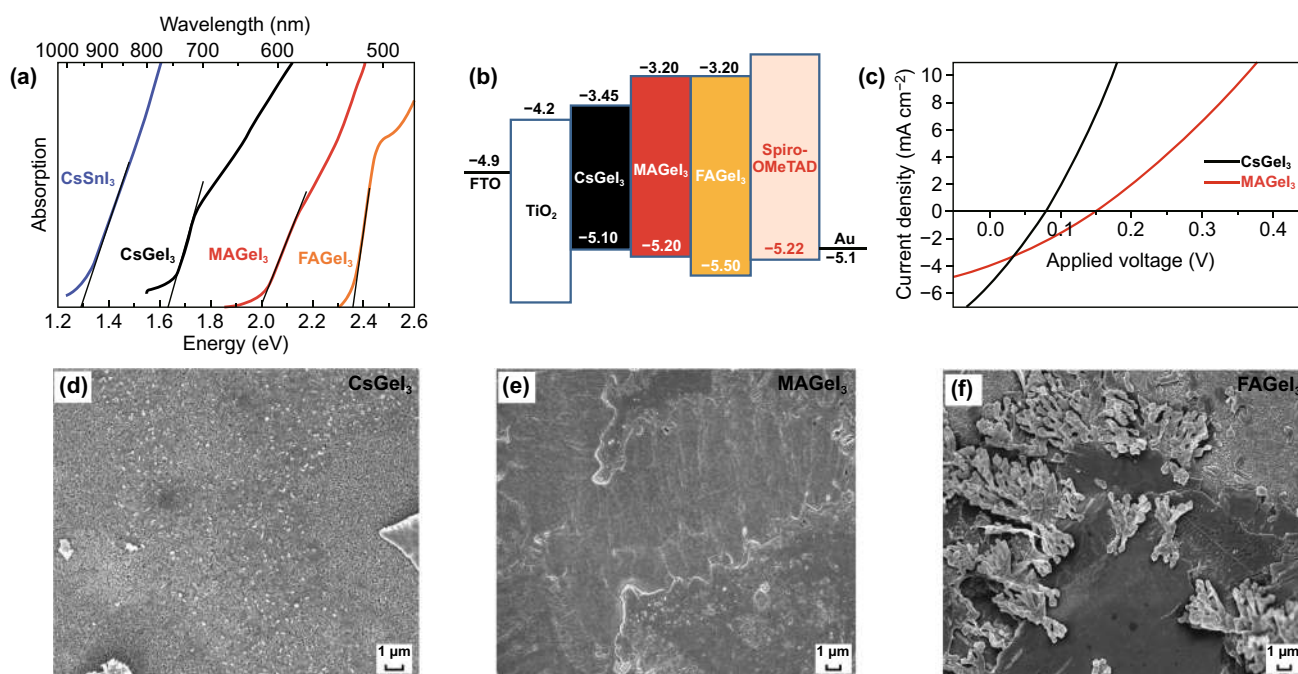 Wavelength (nm)
1000 900 800 700 600 500
(a)
CsSnI₃
CsGeI₃
MAGeI₃
FAGeI₃
Absorption
1.2 1.4 1.6 1.8 2.0 2.2 2.4 2.6
Energy (eV)
(b)
−3.20 −3.20
−3.45
−4.2
−4.9
FTO
TiO₂
CsGeI₃
MAGeI₃
FAGeI₃
Spiro-
OMeTAD
−5.10
−5.20
−5.50
−5.22
Au
−5.1
(c)
Current density (mA cm⁻²)
10
8
6
4
2
0
−2
−4
−6
CsGeI₃
MAGeI₃
0.0 0.1 0.2 0.3 0.4
Applied voltage (V)
(d)
CsGeI₃
1 µm
(e)
MAGeI₃
1 µm
(f)
FAGeI₃
1 µm